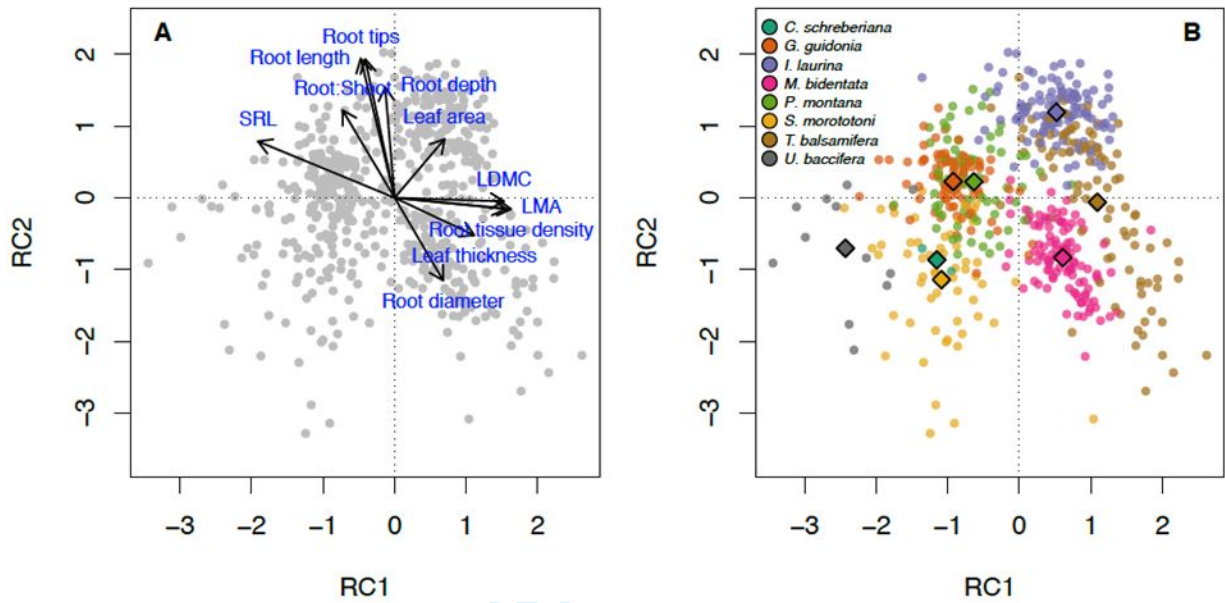 A
Root tips
Root length
Root:Shoot
Root depth
SRL
Leaf area
LDMC
LMA
Root tissue density
Leaf thickness
Root diameter
RC2
2
1
0
−1
−2
−3
−3
−2
−1
0
1
2
RC1
B
C. schreberiana
G. guidonia
I. laurina
M. bidentata
P. montana
S. morototoni
T. balsamifera
U. baccifera
RC2
2
1
0
−1
−2
−3
−3
−2
−1
0
1
2
RC1